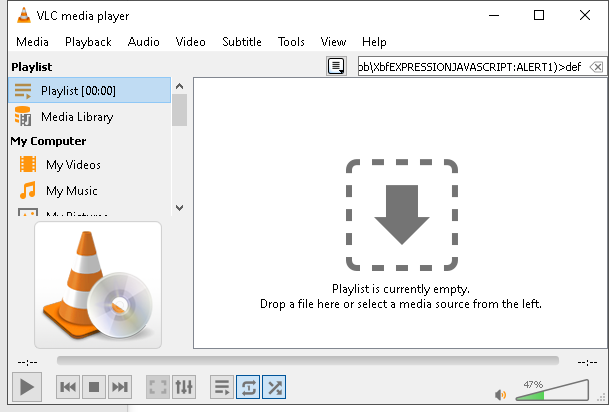 VLC media player
Media Playback Audio Video Subtitle Tools View Help
Playlist
ob\XbfEXPRESSIONJAVASCRIPT:ALERT1)>def
Playlist [00:00]
Media Library
My Computer
My Videos
My Music
My Pictures
Playlist is currently empty.
Drop a file here or select a media source from the left.
--:-- --:--
47%